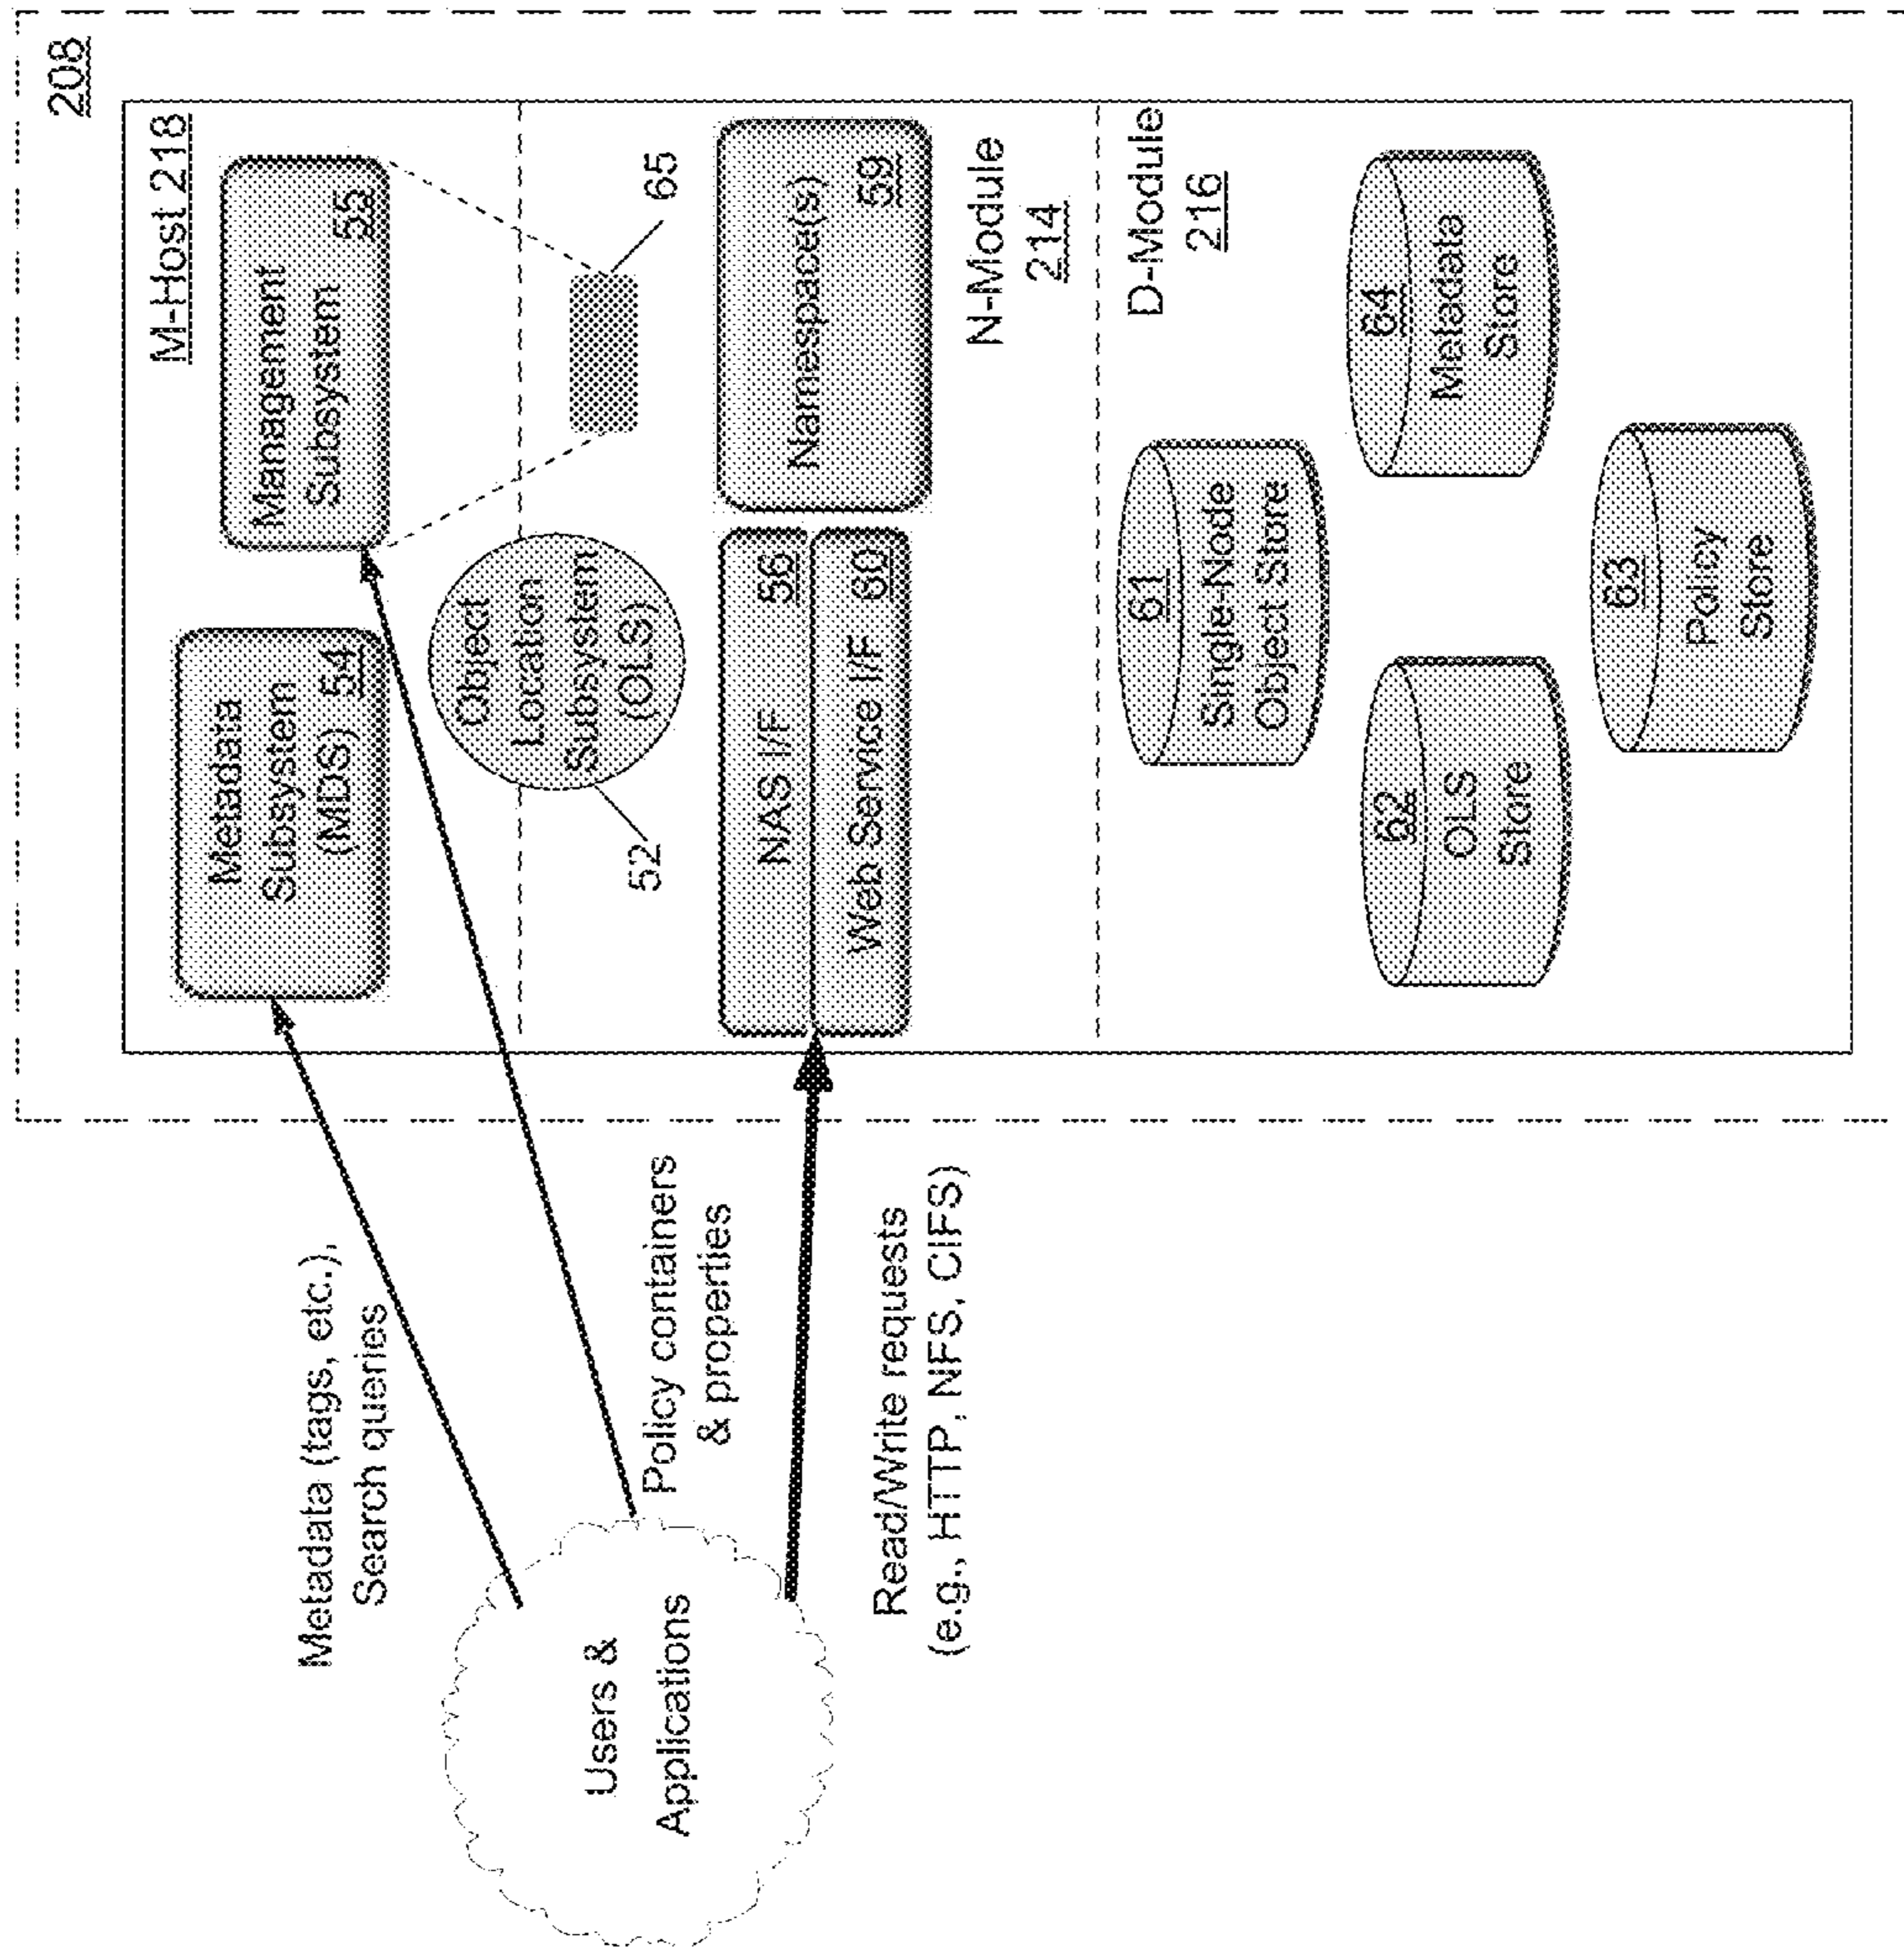 208
M-Host 218
Metadata
Subsystem
(MDS) 54
Management
Subsystem
55
Object
Location
Subsystem
(OLS)
52
65
NAS I/F 56
Web Service I/F 60
Namespace(s)
59
N-Module
214
D-Module
216
61
Single-Node
Object Store
62
OLS
Store
64
Metadata
Store
63
Policy
Store
Metadata (tags, etc.),
Search queries
Policy containers
& properties
Read/Write requests
(e.g., HTTP, NFS, CIFS)
Users &
Applications